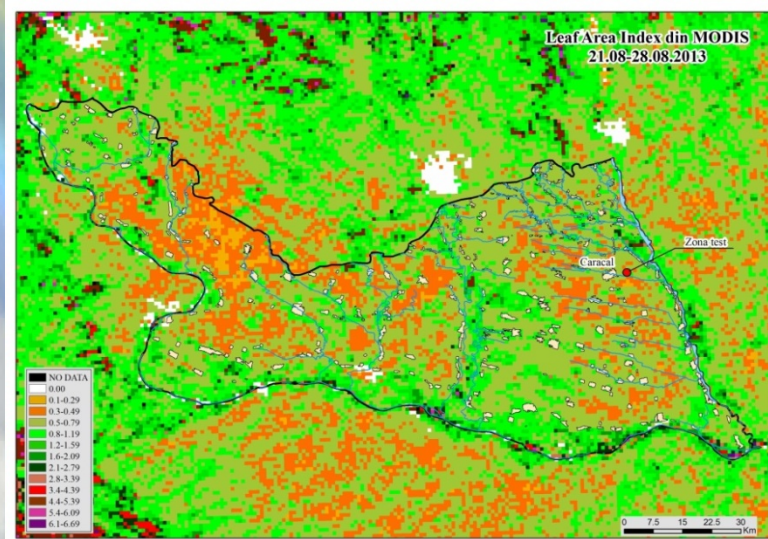 Leaf Area Index din MODIS
21.08-28.08.2013
Zona test
Caracal
NO DATA
0.00
0.1-0.29
0.3-0.49
0.5-0.79
0.8-1.19
1.2-1.59
1.6-2.09
2.1-2.79
2.8-3.39
3.4-4.39
4.4-5.39
5.4-6.09
6.1-6.69
0 7.5 15 22.5 30
Km